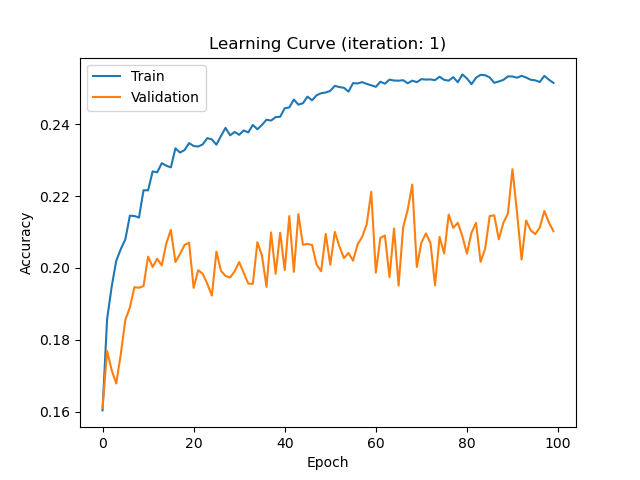 Learning Curve (iteration: 1)
Train
Validation
Accuracy
0.24
0.22
0.20
0.18
0.16
0
20
40
60
80
100
Epoch